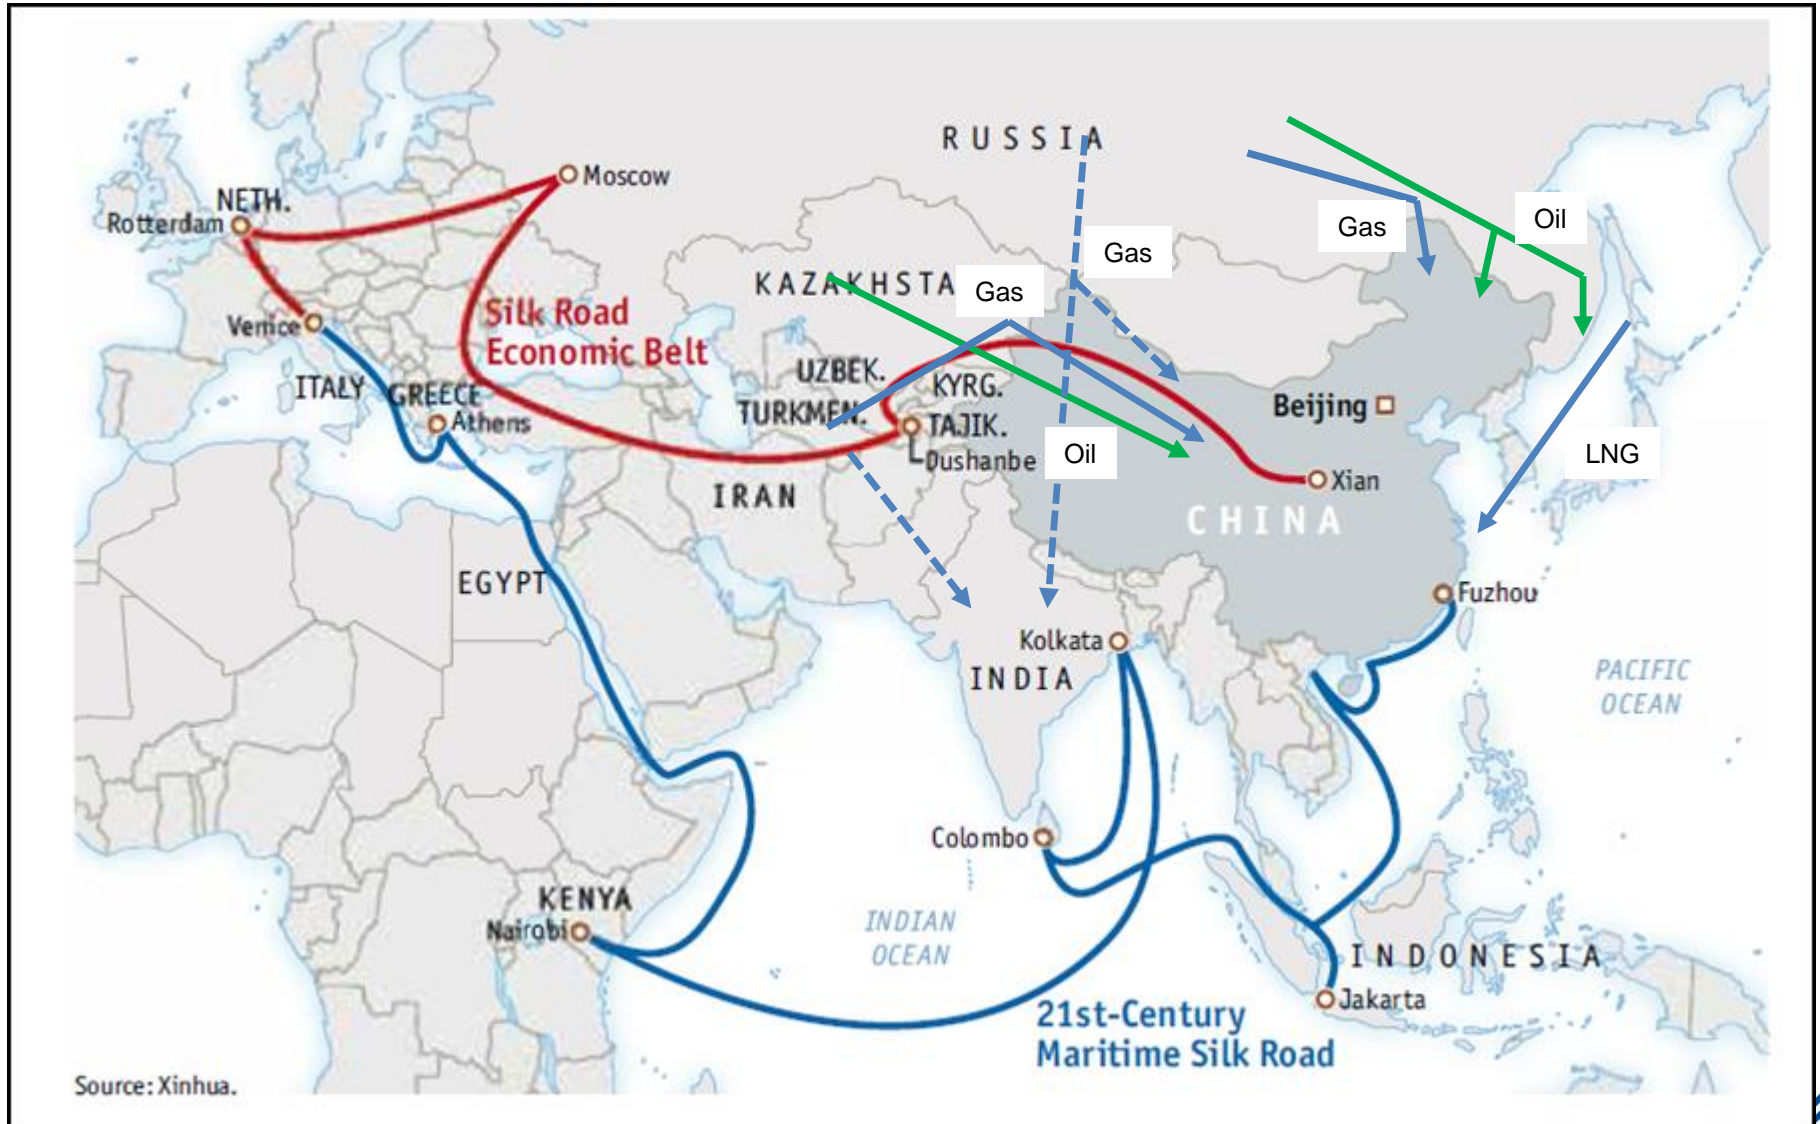 RUSSIA
Moscow
NETH.
Rotterdam
Gas
Oil
Gas
KAZAKHSTA
Gas
Silk Road
Economic Belt
Venice
UZBEK.
KYRG.
ITALY
GREECE
TURKMEN.
Beijing
Athens
TAJIK.
Dushanbe
Oil
LNG
Xian
IRAN
CHINA
EGYPT
Fuzhou
Kolkata
INDIA
PACIFIC
OCEAN
Colombo
KENYA
Nairobi
INDIAN
OCEAN
INDONESIA
Jakarta
21st-Century
Maritime Silk Road
Source: Xinhua.